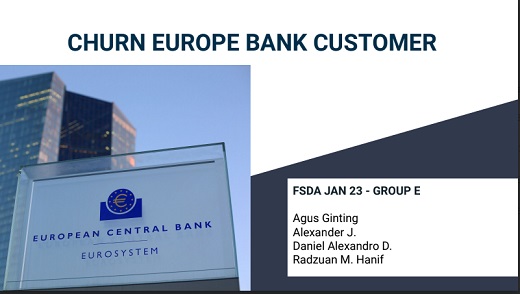 CHURN EUROPE BANK CUSTOMER
EUROPEAN CENTRAL BANK
EUROSYSTEM
FSDA JAN 23 - GROUP E
Agus Ginting
Alexander J.
Daniel Alexandro D.
Radzuan M. Hanif